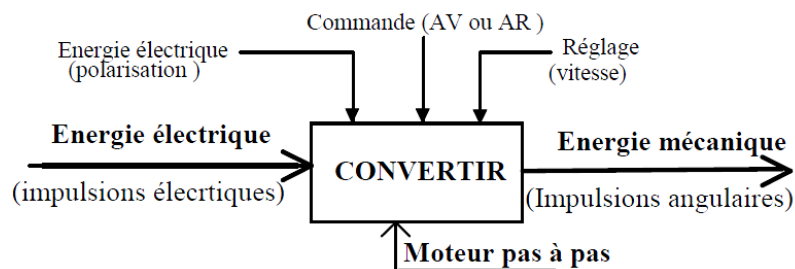 Commande (AV ou AR )
Energie électrique
(polarisation )
Réglage
(vitesse)
Energie électrique
(impulsions élecrtiques)
CONVERTIR
Energie mécanique
(Impulsions angulaires)
Moteur pas à pas